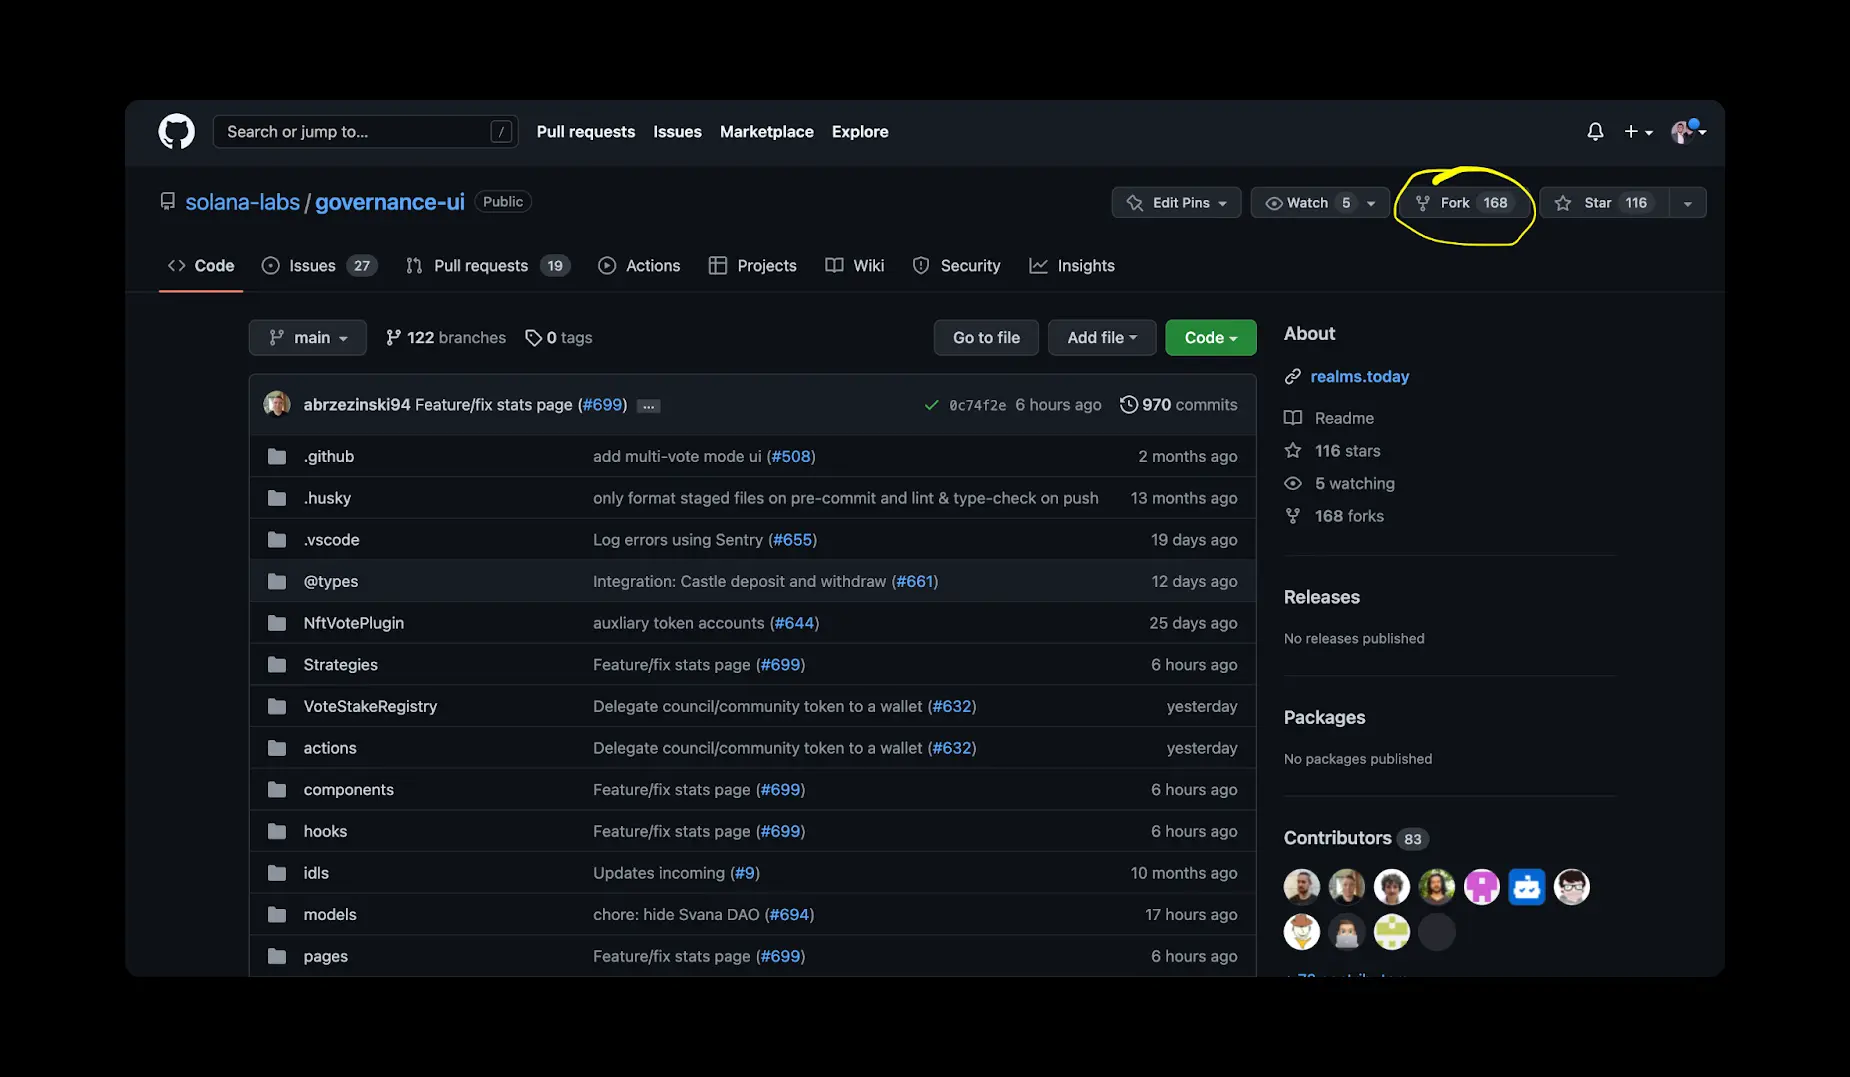 Search or jump to... / Pull requests Issues Marketplace Explore
solana-labs / governance-ui Public Edit Pins Watch 5 Fork 168 Star 116
Code Issues 27 Pull requests 19 Actions Projects Wiki Security Insights
main 122 branches 0 tags Go to file Add file Code
abrzezinski94 Feature/fix stats page (#699) ... 0c74f2e 6 hours ago 970 commits
.github add multi-vote mode ui (#508) 2 months ago
.husky only format staged files on pre-commit and lint & type-check on push 13 months ago
.vscode Log errors using Sentry (#655) 19 days ago
@types Integration: Castle deposit and withdraw (#661) 12 days ago
NftVotePlugin auxliary token accounts (#644) 25 days ago
Strategies Feature/fix stats page (#699) 6 hours ago
VoteStakeRegistry Delegate council/community token to a wallet (#632) yesterday
actions Delegate council/community token to a wallet (#632) yesterday
components Feature/fix stats page (#699) 6 hours ago
hooks Feature/fix stats page (#699) 6 hours ago
idls Updates incoming (#9) 10 months ago
models chore: hide Svana DAO (#694) 17 hours ago
pages Feature/fix stats page (#699) 6 hours ago
About
realms.today
Readme
116 stars
5 watching
168 forks
Releases
No releases published
Packages
No packages published
Contributors 83